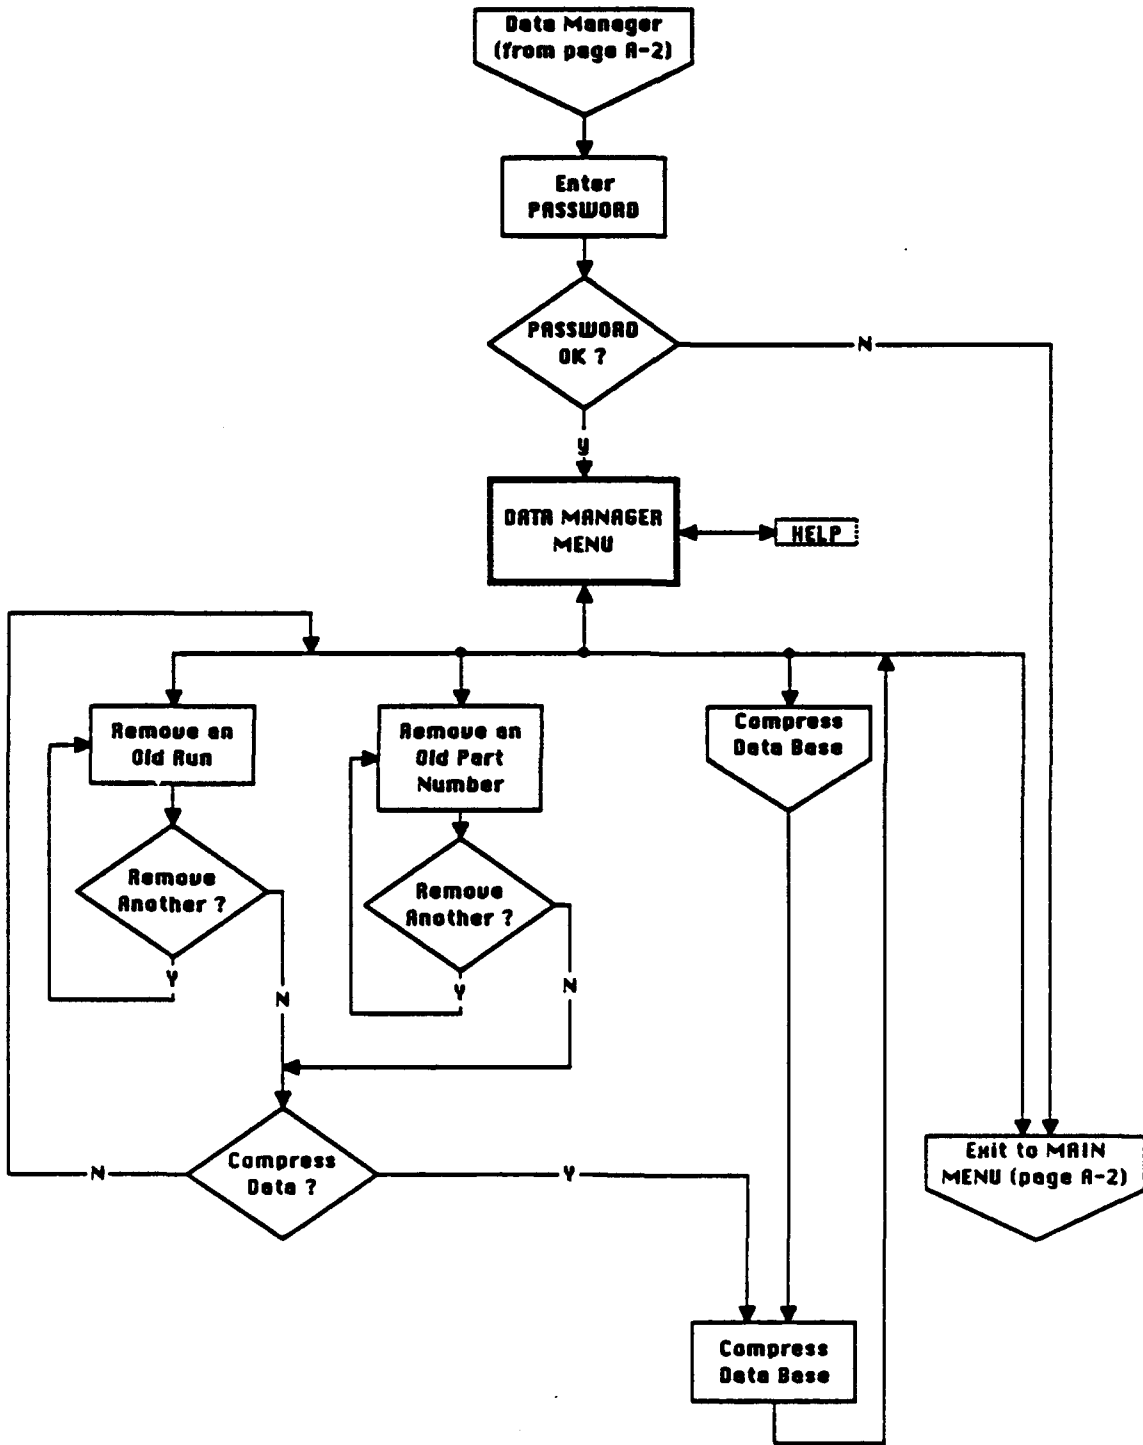 Data Manager
(from page A-2)
Enter
PASSWORD
PASSWORD
OK ?
N
y
DATA MANAGER
MENU
HELP
Remove an
Old Run
Remove an
Old Part
Number
Compress
Data Base
Remove
Another ?
Remove
Another ?
Y
N
Y
N
Compress
Data ?
N
Y
Exit to MAIN
MENU (page A-2)
Compress
Data Base